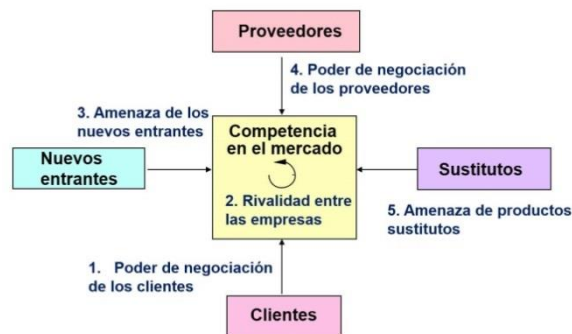 Proveedores
4. Poder de negociación
de los proveedores
3. Amenaza de los
nuevos entrantes
Competencia
en el mercado
Nuevos
entrantes
Sustitutos
2. Rivalidad entre
las empresas
5. Amenaza de productos
sustitutos
1. Poder de negociación
de los clientes
Clientes